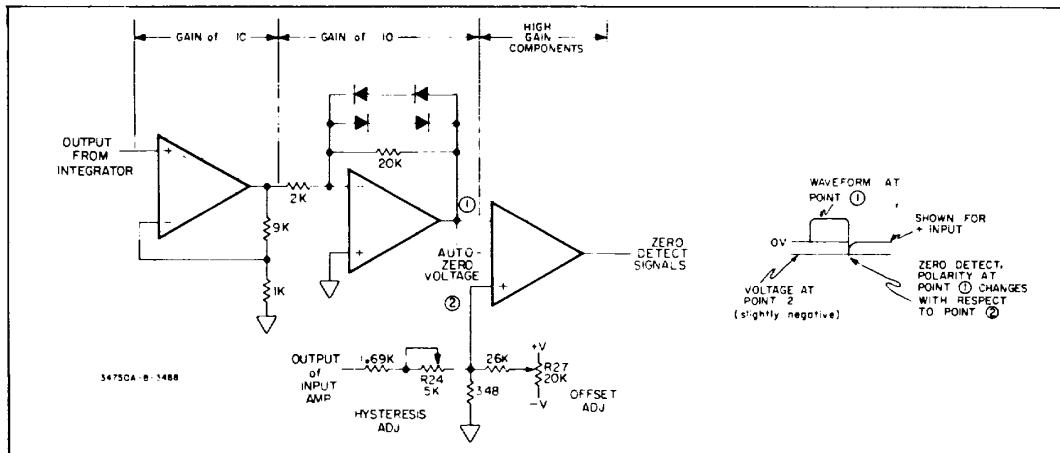 GAIN of 10
GAIN of 10
HIGH
GAIN
COMPONENTS
OUTPUT
FROM
INTEGRATOR
+
−
2K
20K
9K
1K
−
+
①
AUTO-
ZERO
VOLTAGE
②
−
+
ZERO
DETECT
SIGNALS
OUTPUT
of
INPUT
AMP
1.69K
R24
5K
26K
348
+V
R27
20K
−V
HYSTERESIS
ADJ
OFFSET
ADJ
WAVEFORM AT
POINT ①
0V
SHOWN FOR
+ INPUT
VOLTAGE AT
POINT 2
(slightly negative)
ZERO DETECT,
POLARITY AT
POINT ① CHANGES
WITH RESPECT
TO POINT ②
34750A-B-3488